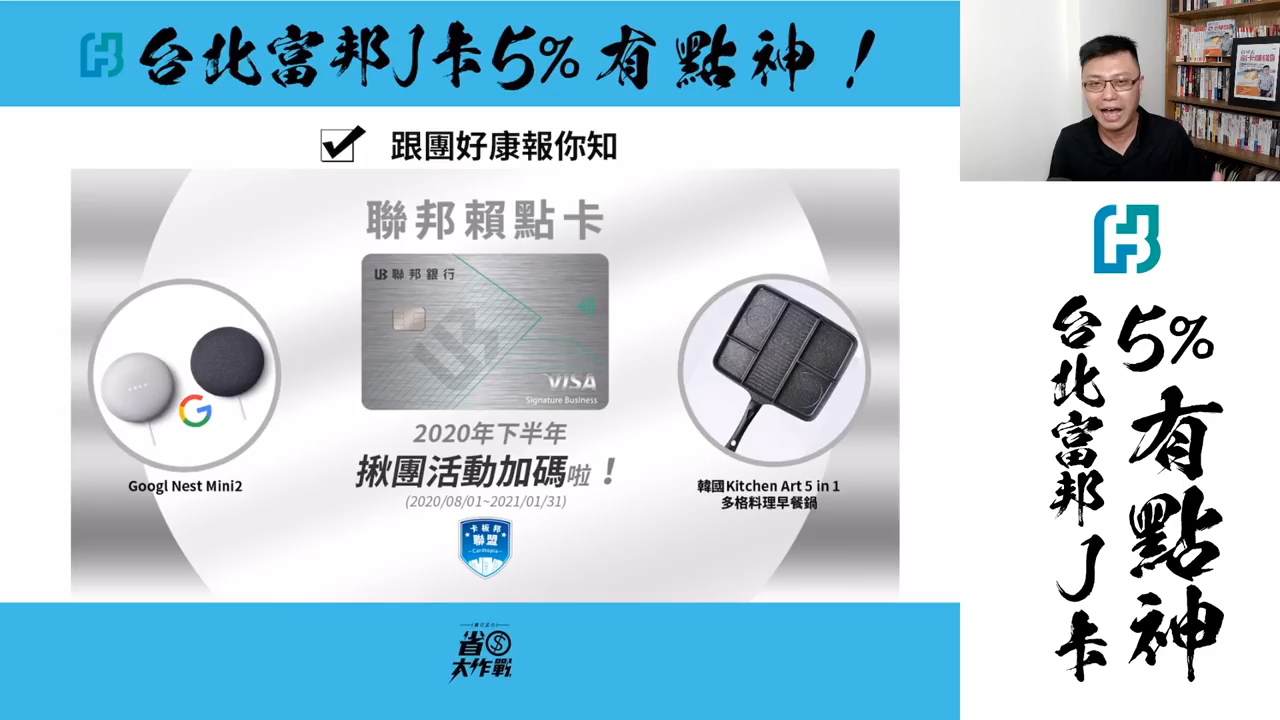 台北富邦J卡5%有點神！
跟團好康報你知
聯邦賴點卡
聯邦銀行
VISA
Signature Business
2020年下半年
揪團活動加碼啦！
(2020/08/01~2021/01/31)
卡板邦
聯盟
Cardtopia
Googl Nest Mini2
韓國Kitchen Art 5 in 1
多格料理早餐鍋
省$
大作戰
5%有點神
台北富邦J卡